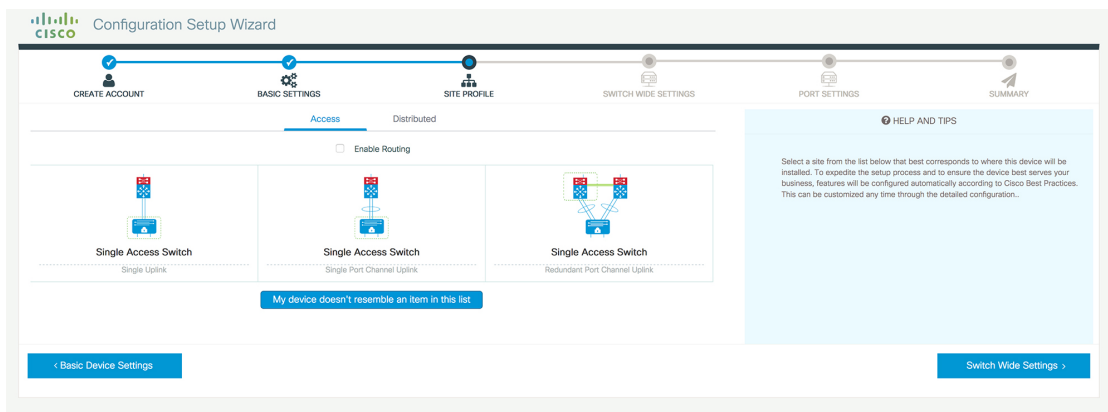 CISCO
Configuration Setup Wizard
CREATE ACCOUNT
BASIC SETTINGS
SITE PROFILE
SWITCH WIDE SETTINGS
PORT SETTINGS
SUMMARY
Access
Distributed
Enable Routing
Single Access Switch
Single Uplink
Single Access Switch
Single Port Channel Uplink
Single Access Switch
Redundant Port Channel Uplink
My device doesn't resemble an item in this list
HELP AND TIPS
Select a site from the list below that best corresponds to where this device will be
installed. To expedite the setup process and to ensure the device best serves your
business, features will be configured automatically according to Cisco Best Practices.
This can be customized any time through the detailed configuration..
< Basic Device Settings
Switch Wide Settings >